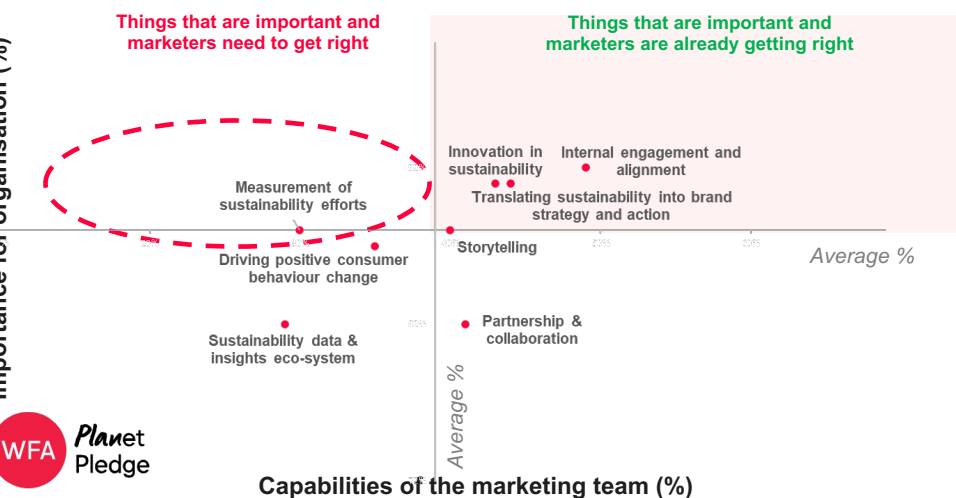 Things that are important and
marketers need to get right
Things that are important and
marketers are already getting right
Importance for organisation (%)
Innovation in
sustainability
Internal engagement and
alignment
Measurement of
sustainability efforts
Translating sustainability into brand
strategy and action
Storytelling
Average %
Driving positive consumer
behaviour change
Sustainability data &
insights eco-system
Partnership &
collaboration
Average %
WFA
Planet
Pledge
Capabilities of the marketing team (%)